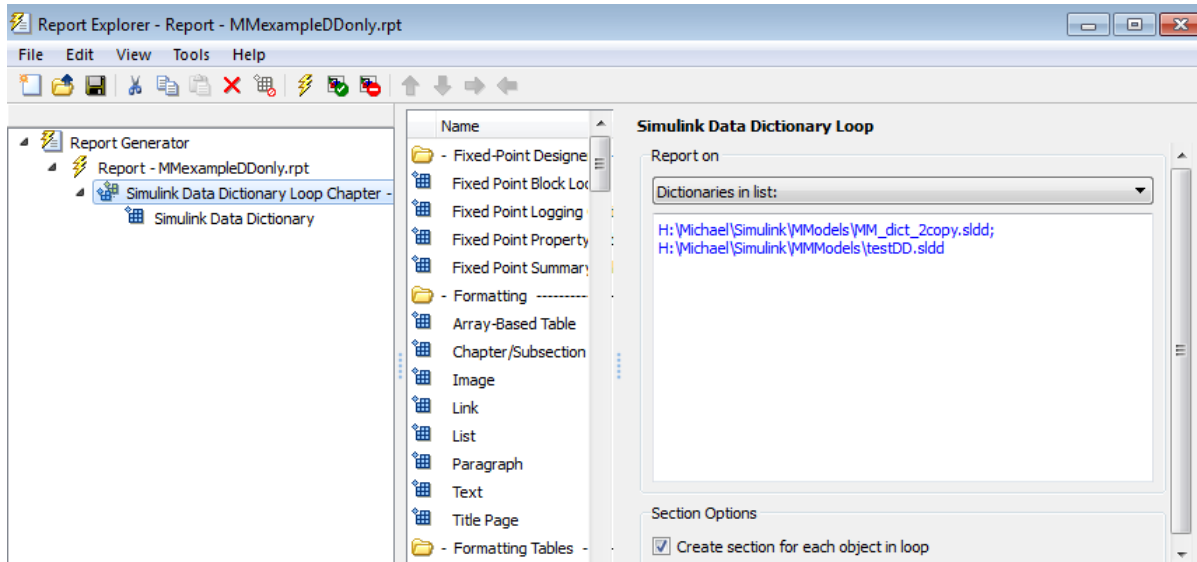 Report Explorer - Report - MMexampleDDonly.rpt
File Edit View Tools Help
Report Generator
Report - MMexampleDDonly.rpt
Simulink Data Dictionary Loop Chapter -
Simulink Data Dictionary
Name
- Fixed-Point Designe
Fixed Point Block Loo
Fixed Point Logging
Fixed Point Property
Fixed Point Summary
- Formatting ----------
Array-Based Table
Chapter/Subsection
Image
Link
List
Paragraph
Text
Title Page
- Formatting Tables -
Simulink Data Dictionary Loop
Report on
Dictionaries in list:
H:\Michael\Simulink\MModels\MM_dict_2copy.sldd;
H:\Michael\Simulink\MMModels\testDD.sldd
Section Options
Create section for each object in loop